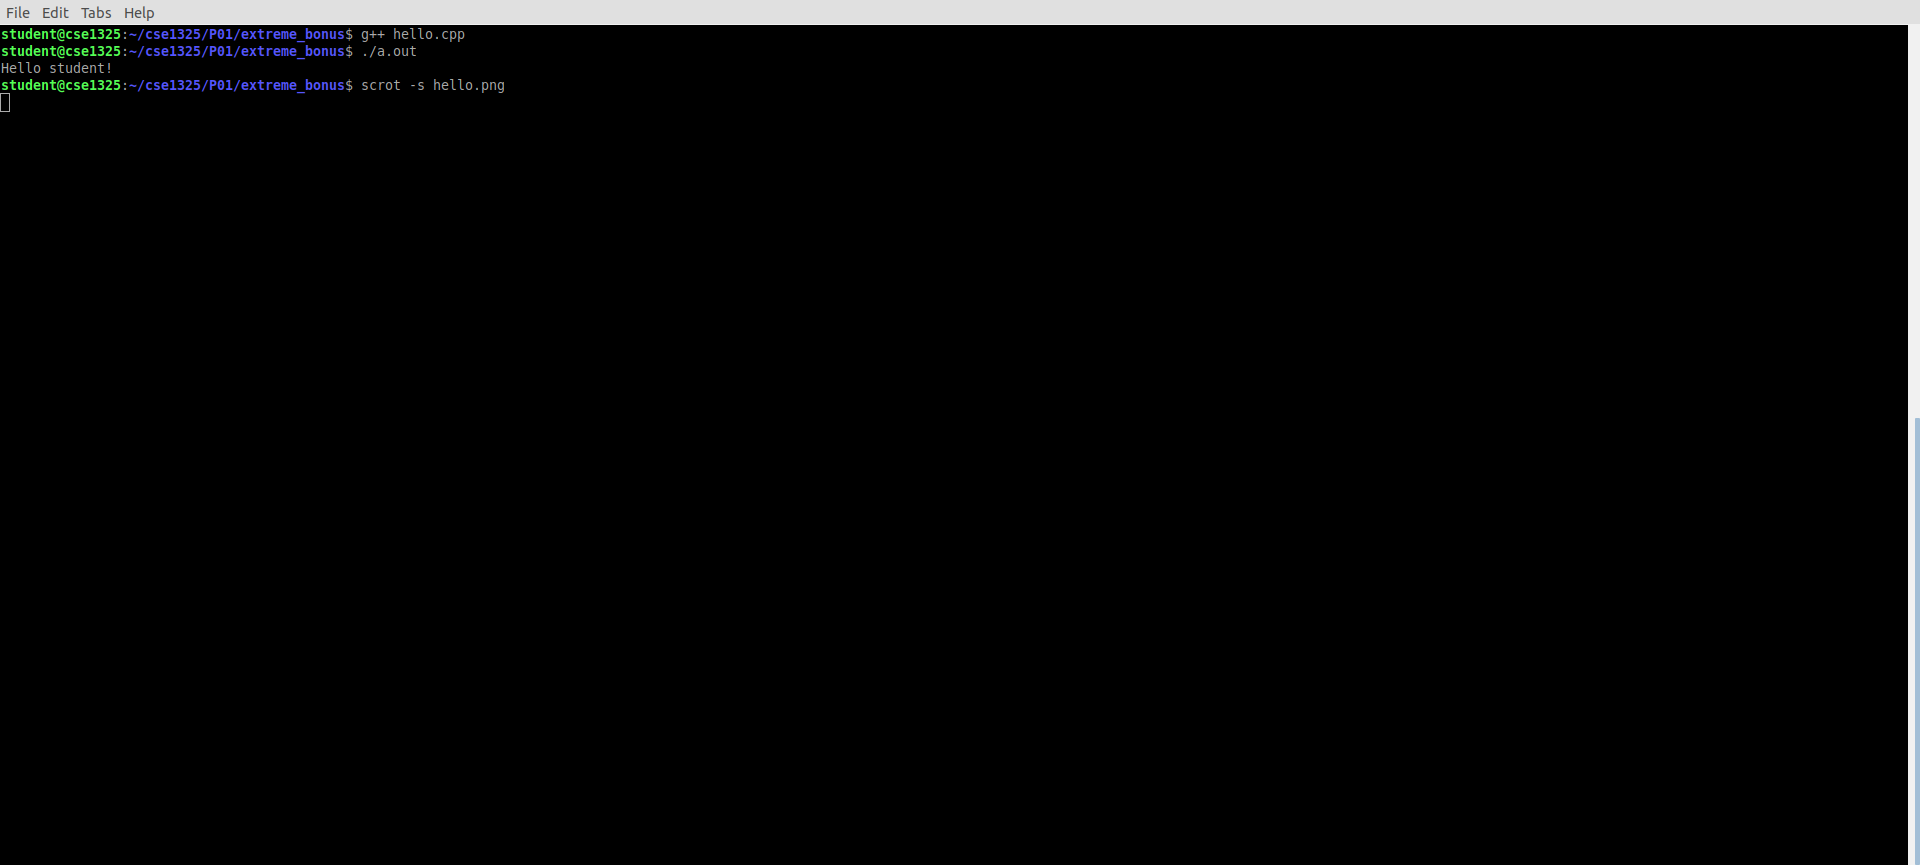 File Edit Tabs Help
student@cse1325:~/cse1325/P01/extreme_bonus$ g++ hello.cpp
student@cse1325:~/cse1325/P01/extreme_bonus$ ./a.out
Hello student!
student@cse1325:~/cse1325/P01/extreme_bonus$ scrot -s hello.png